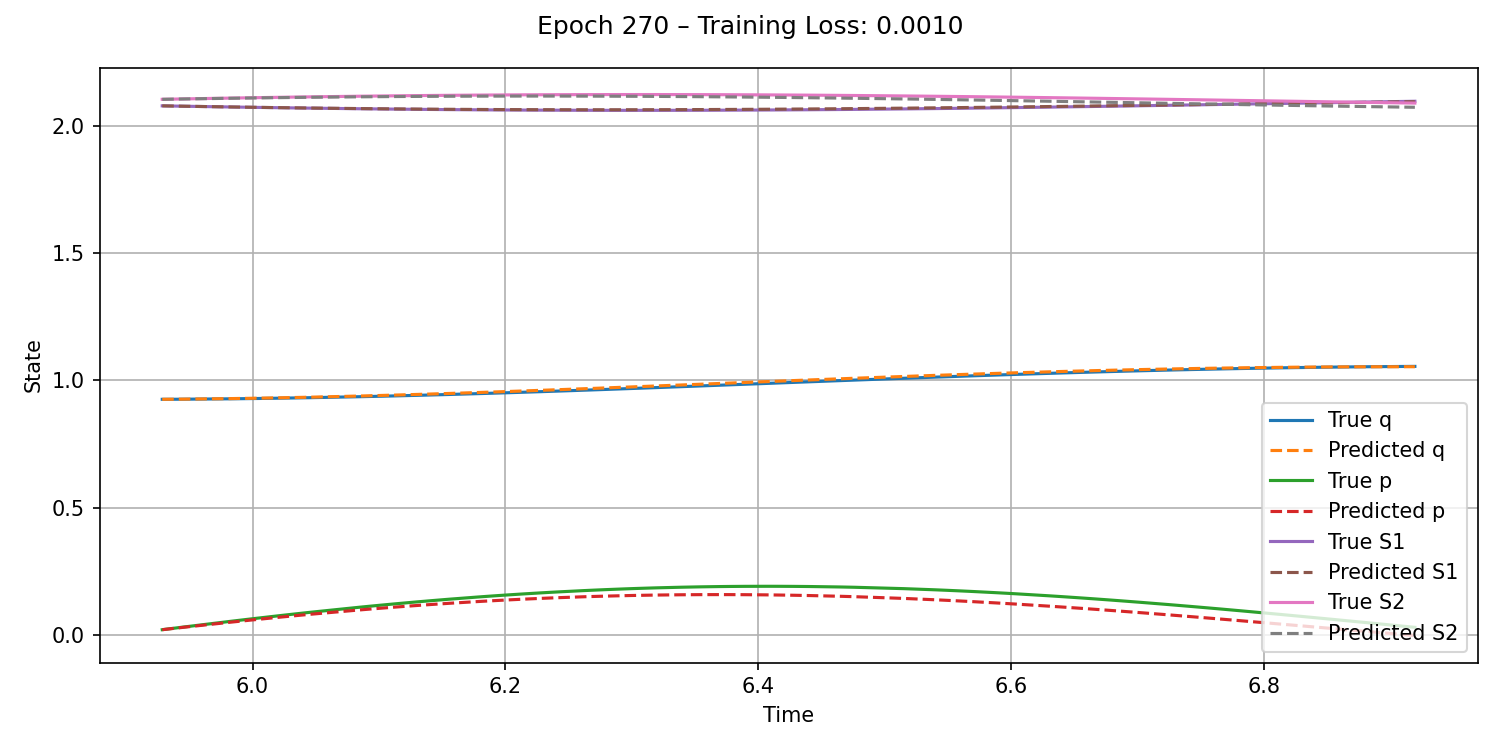 Epoch 270 – Training Loss: 0.0010
State
2.0
1.5
1.0
0.5
0.0
True q
Predicted q
True p
Predicted p
True S1
Predicted S1
True S2
Predicted S2
6.0 6.2 6.4 6.6 6.8
Time